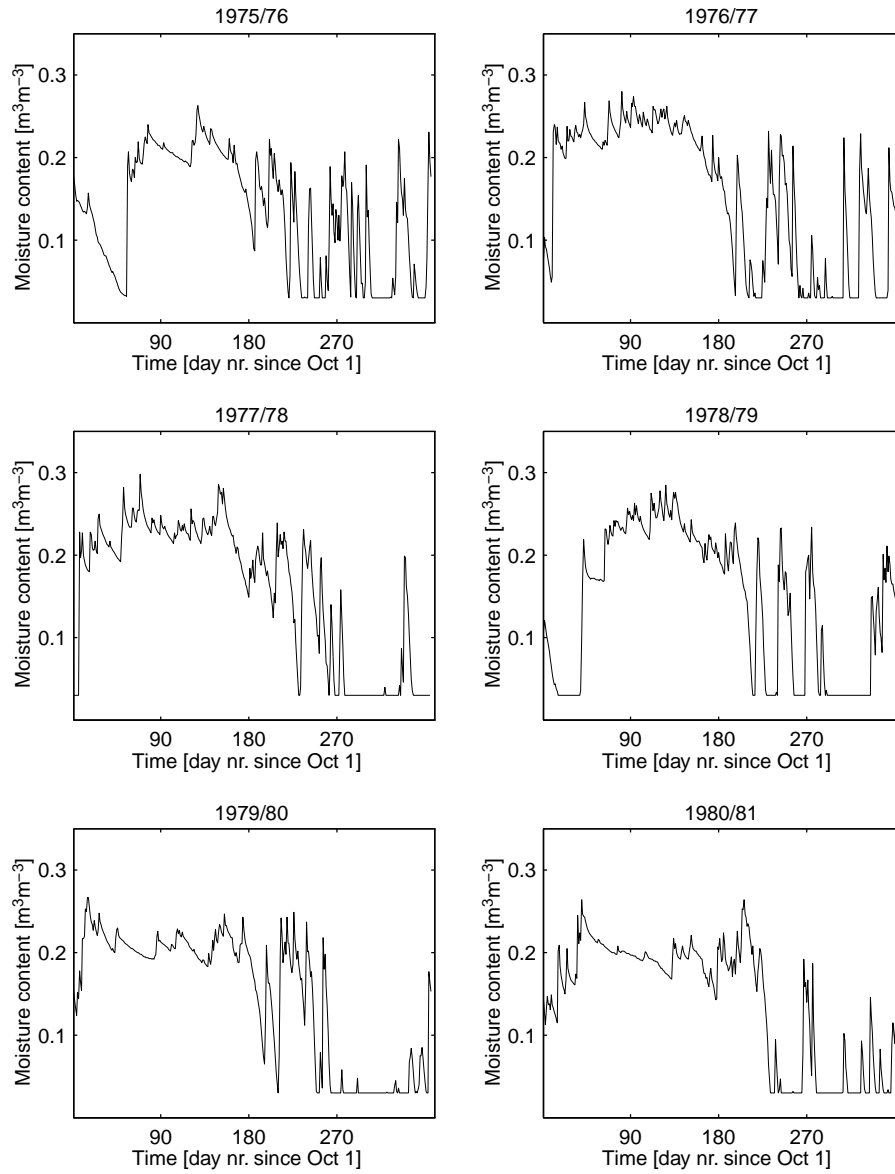 1975/76
0.3
0.2
0.1
Moisture content [m³m⁻³]
90 180 270
Time [day nr. since Oct 1]
1976/77
0.3
0.2
0.1
Moisture content [m³m⁻³]
90 180 270
Time [day nr. since Oct 1]
1977/78
0.3
0.2
0.1
Moisture content [m³m⁻³]
90 180 270
Time [day nr. since Oct 1]
1978/79
0.3
0.2
0.1
Moisture content [m³m⁻³]
90 180 270
Time [day nr. since Oct 1]
1979/80
0.3
0.2
0.1
Moisture content [m³m⁻³]
90 180 270
Time [day nr. since Oct 1]
1980/81
0.3
0.2
0.1
Moisture content [m³m⁻³]
90 180 270
Time [day nr. since Oct 1]